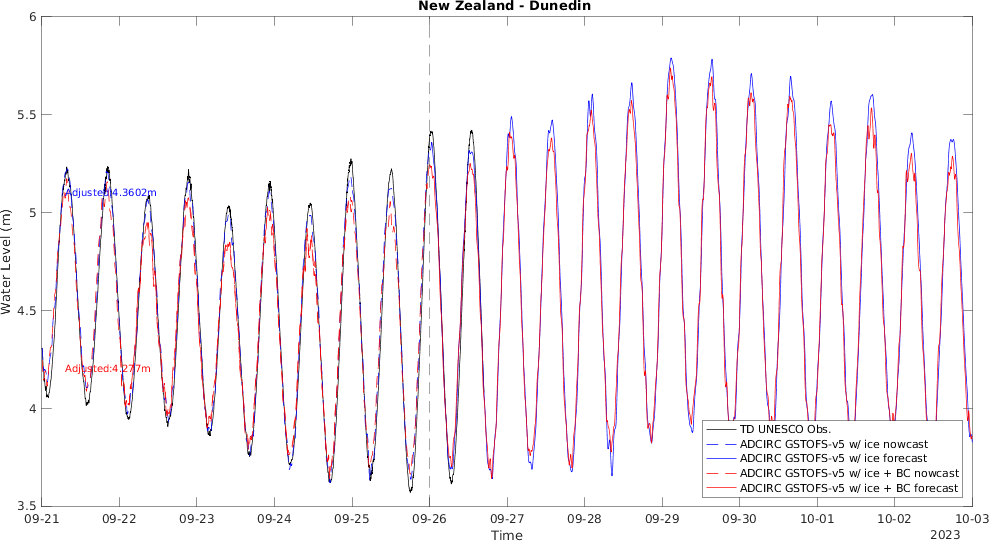 New Zealand - Dunedin
6
5.5
5
4.5
4
3.5
Water Level (m)
Adjusted:4.3602m
Adjusted:4.277m
TD UNESCO Obs.
ADCIRC GSTOFS-v5 w/ ice nowcast
ADCIRC GSTOFS-v5 w/ ice forecast
ADCIRC GSTOFS-v5 w/ ice + BC nowcast
ADCIRC GSTOFS-v5 w/ ice + BC forecast
09-21 09-22 09-23 09-24 09-25 09-26 09-27 09-28 09-29 09-30 10-01 10-02 10-03
Time
2023